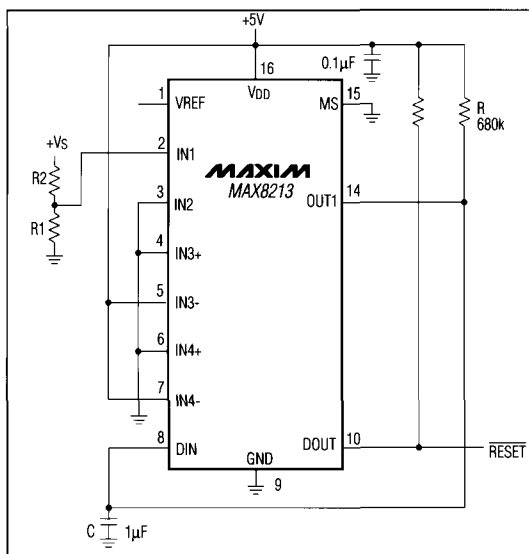 +5V
0.1µF
16
1
VREF
VDD
15
MS
R
680k
+VS
R2
R1
2
IN1
MAXIM
MAX8213
3
IN2
14
OUT1
4
IN3+
5
IN3-
6
IN4+
7
IN4-
8
DIN
DOUT
10
RESET
GND
9
C
1µF